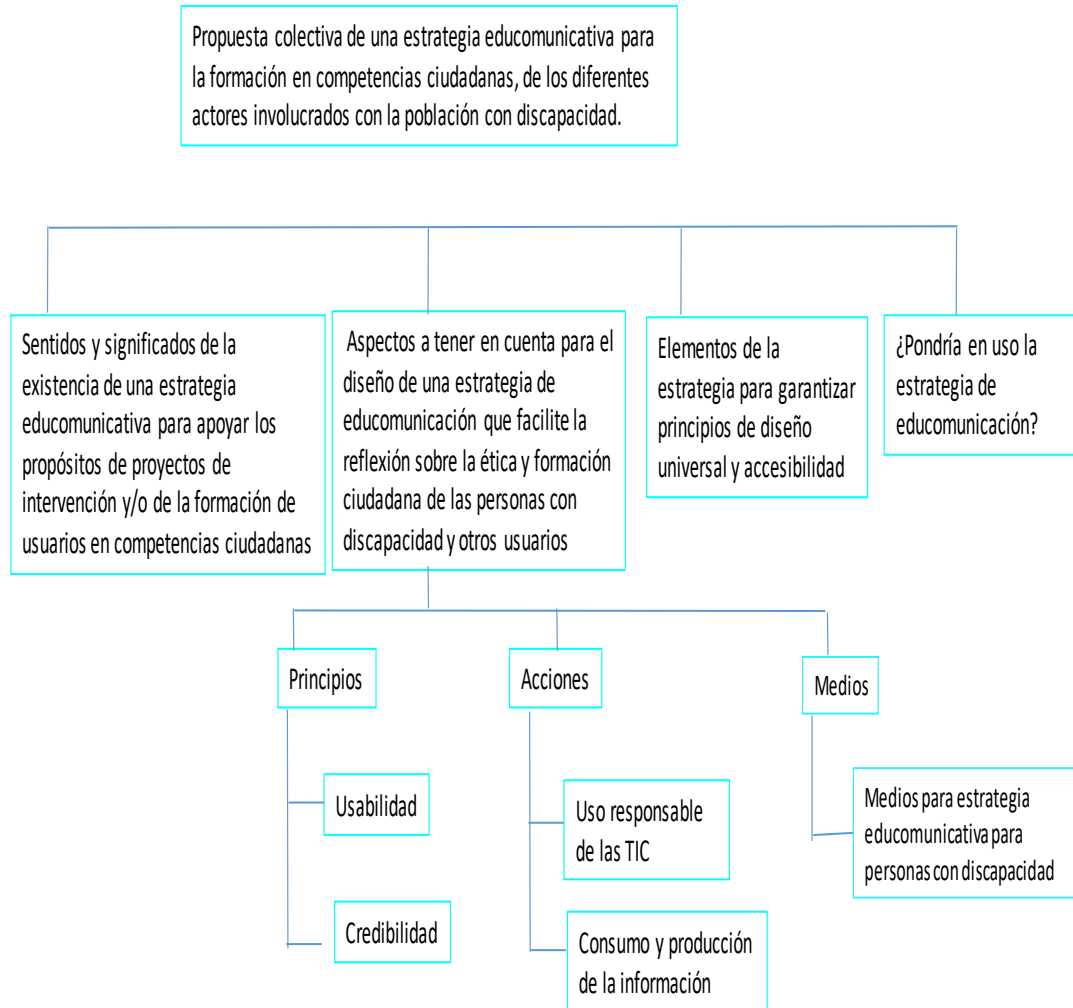 Propuesta colectiva de una estrategia educomunicativa para
la formación en competencias ciudadanas, de los diferentes
actores involucrados con la población con discapacidad.
Sentidos y significados de la
existencia de una estrategia
educomunicativa para apoyar los
propósitos de proyectos de
intervención y/o de la formación de
usuarios en competencias ciudadanas
Aspectos a tener en cuenta para el
diseño de una estrategia de
educomunicación que facilite la
reflexión sobre la ética y formación
ciudadana de las personas con
discapacidad y otros usuarios
Elementos de la
estrategia para garantizar
principios de diseño
universal y accesibilidad
¿Pondría en uso la
estrategia de
educomunicación?
Principios
Acciones
Medios
Usabilidad
Credibilidad
Uso responsable
de las TIC
Consumo y producción
de la información
Medios para estrategia
educomunicativa para
personas con discapacidad